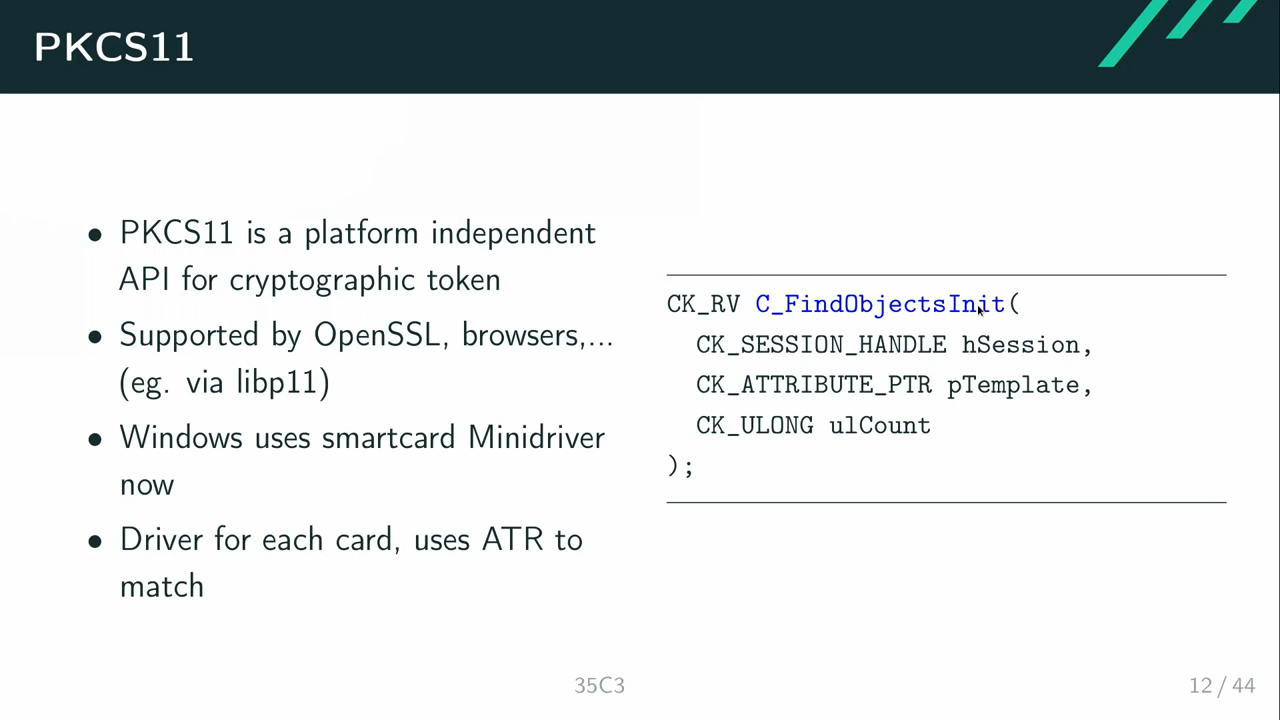 PKCS11
• PKCS11 is a platform independent
API for cryptographic token
• Supported by OpenSSL, browsers,...
(eg. via libp11)
• Windows uses smartcard Minidriver
now
• Driver for each card, uses ATR to
match
CK_RV C_FindObjectsInit(
  CK_SESSION_HANDLE hSession,
  CK_ATTRIBUTE_PTR pTemplate,
  CK_ULONG ulCount
);
35C3
12 / 44